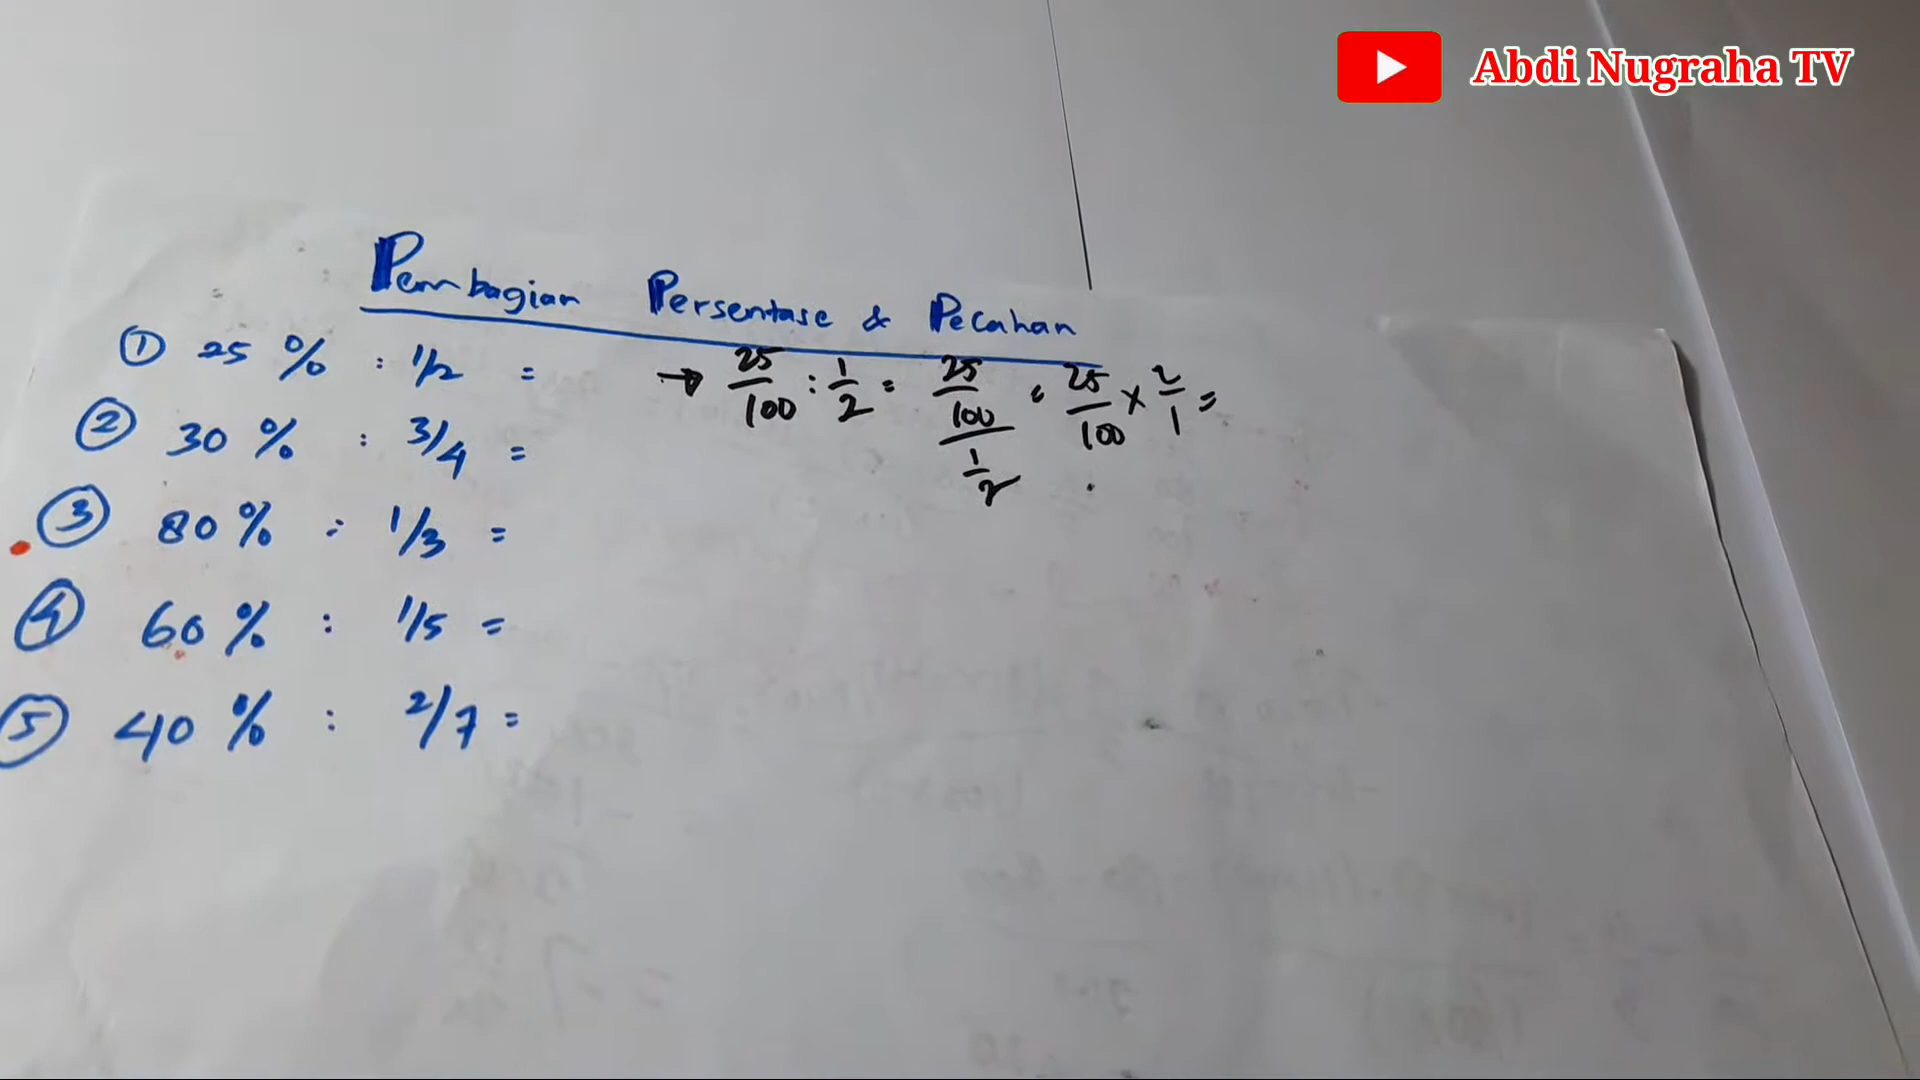 Abdi Nugraha TV
Pembagian Persentase & Pecahan
① 25 % : 1/2 = → 25/100 : 1/2 = 25/100 / 1/2 = 25/100 × 2/1 =
② 30 % : 3/4 =
③ 80 % : 1/3 =
④ 60 % : 1/5 =
⑤ 40 % : 2/7 =